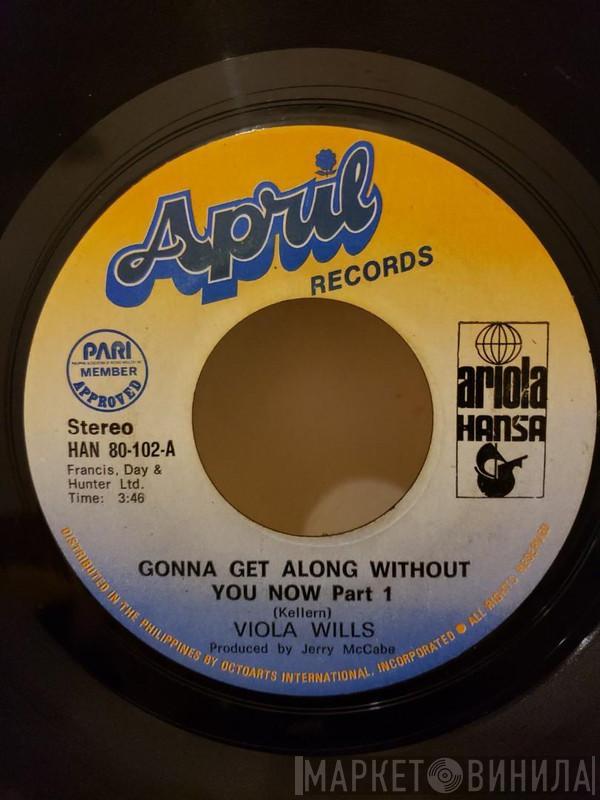 April
RECORDS
PARI
MEMBER
APPROVED
ariola
HANSA
Stereo
HAN 80-102-A
Francis, Day &
Hunter Ltd.
Time: 3:46
GONNA GET ALONG WITHOUT
YOU NOW Part 1
(Kellern)
VIOLA WILLS
Produced by Jerry McCabe
DISTRIBUTED IN THE PHILIPPINES BY OCTOARTS INTERNATIONAL, INCORPORATED ● ALL RIGHTS RESERVED
МАРКЕТ ВИНИЛА